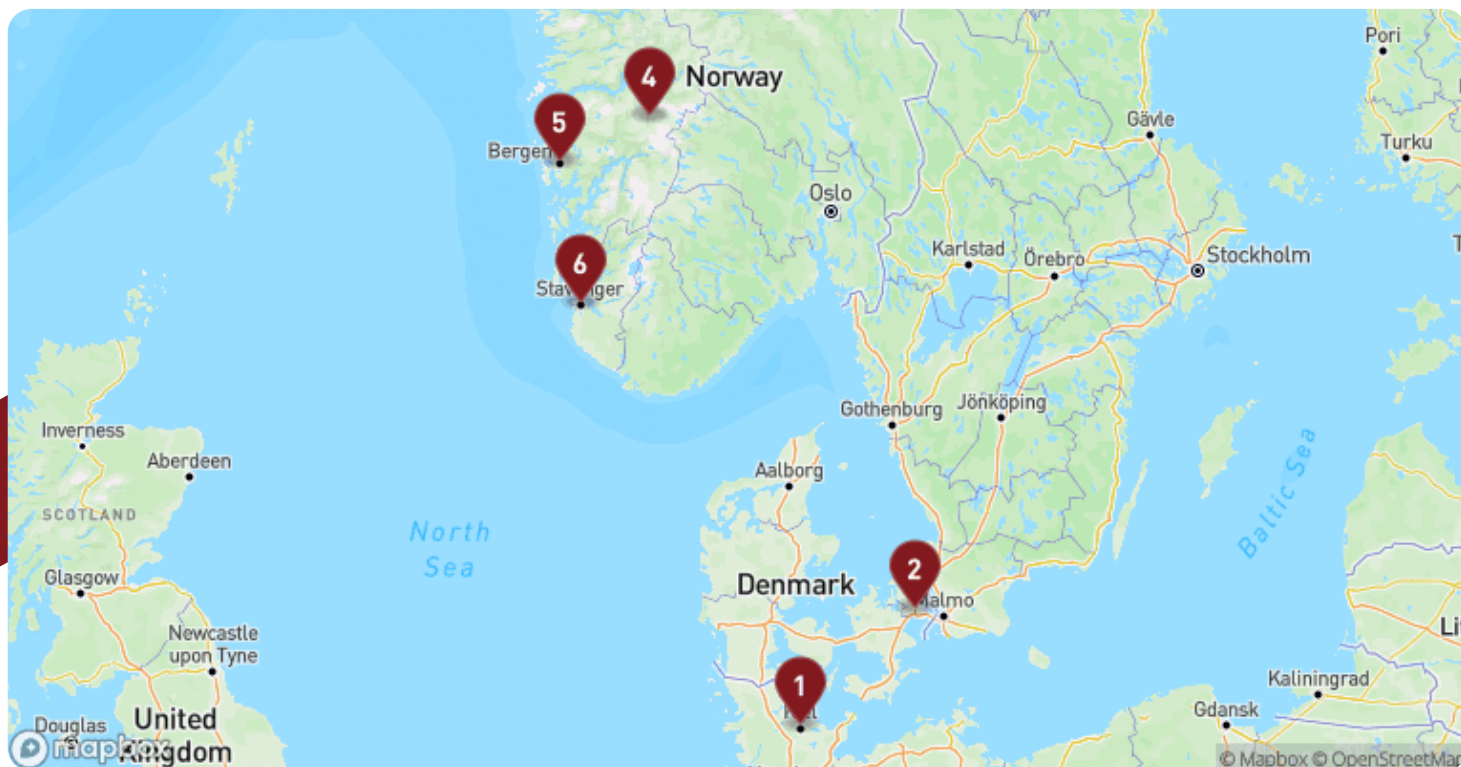 Pori
4
Norway
5
Gävle
Bergen
Turku
Oslo
6
Karlstad
Örebro
Stockholm
Stavanger
Gothenburg
Jönköping
Inverness
Aberdeen
Aalborg
SCOTLAND
North
Sea
Baltic Sea
2
Glasgow
Denmark
Malmo
Newcastle
upon Tyne
1
Kiel
Kaliningrad
Gdansk
Douglas
United
Kingdom
mapbox
© Mapbox © OpenStreetMap